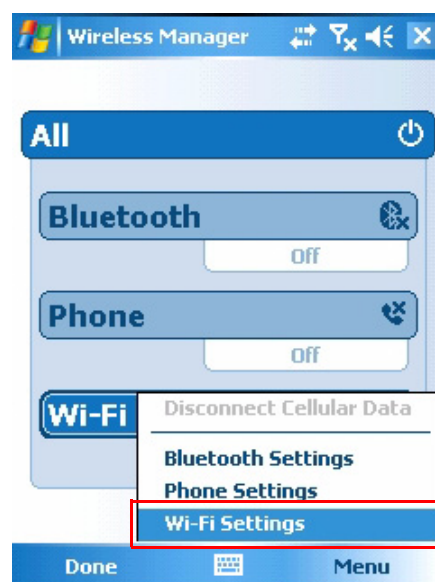 Wireless Manager
All
Bluetooth
Off
Phone
Off
Wi-Fi
Disconnect Cellular Data
Bluetooth Settings
Phone Settings
Wi-Fi Settings
Done
Menu